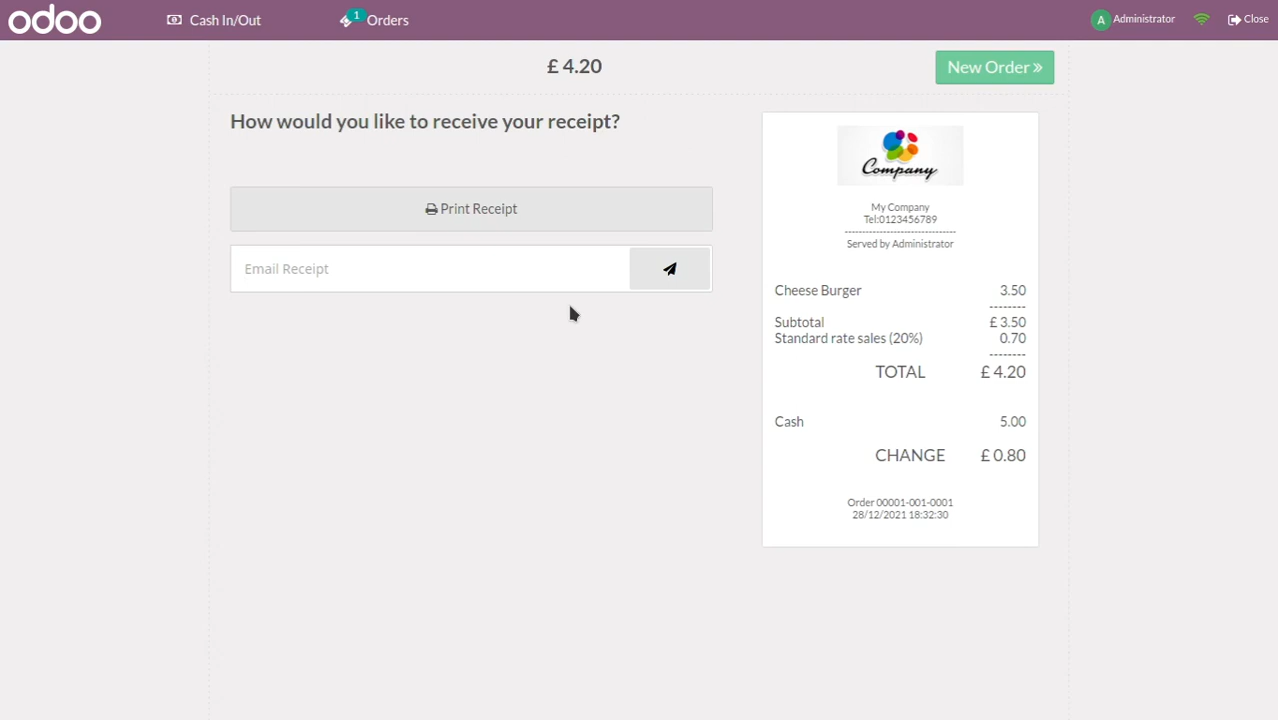 odoo Cash In/Out 1 Orders A Administrator Close
£ 4.20 New Order »
How would you like to receive your receipt?
Print Receipt
Email Receipt
Company
My Company
Tel:0123456789
--------------------------------
Served by Administrator
Cheese Burger 3.50
--------
Subtotal £ 3.50
Standard rate sales (20%) 0.70
--------
TOTAL £ 4.20
Cash 5.00
CHANGE £ 0.80
Order 00001-001-0001
28/12/2021 18:32:30